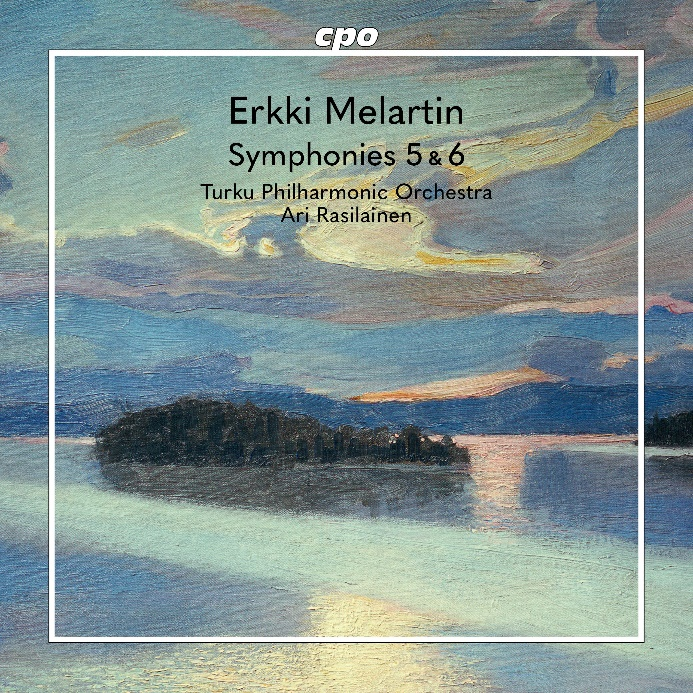 cpo
Erkki Melartin
Symphonies 5 & 6
Turku Philharmonic Orchestra
Ari Rasilainen